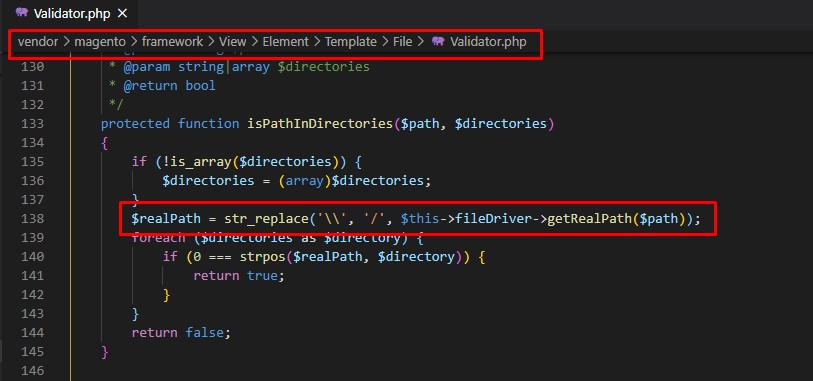 Validator.php
vendor > magento > framework > View > Element > Template > File > Validator.php
130 * @param string|array $directories
131 * @return bool
132 */
133 protected function isPathInDirectories($path, $directories)
134 {
135 if (!is_array($directories)) {
136 $directories = (array)$directories;
137 }
138 $realPath = str_replace('\\', '/', $this->fileDriver->getRealPath($path));
139 foreach ($directories as $directory) {
140 if (0 === strpos($realPath, $directory)) {
141 return true;
142 }
143 }
144 return false;
145 }
146